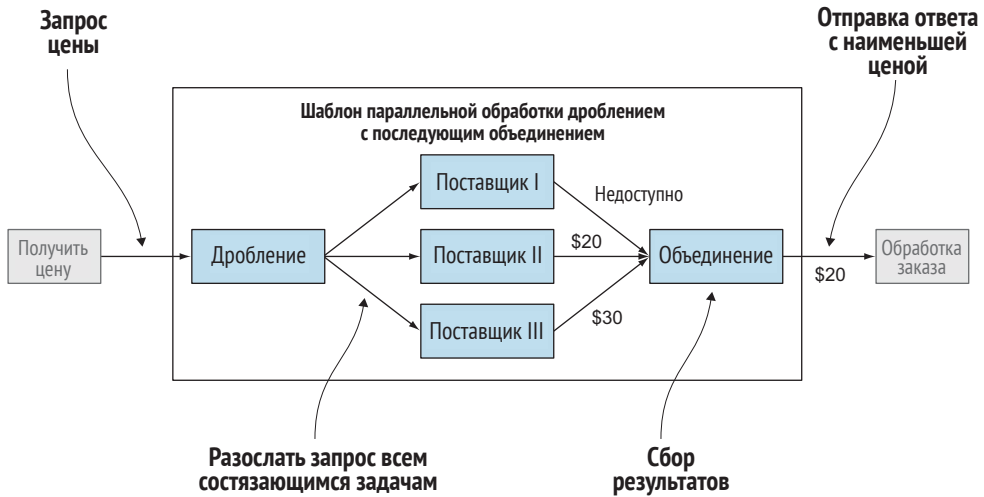 Запрос
цены
Отправка ответа
с наименьшей
ценой
Шаблон параллельной обработки дроблением
с последующим объединением
Поставщик I
Недоступно
Получить
цену
Дробление
Поставщик II
$20
Объединение
$20
Обработка
заказа
Поставщик III
$30
Разослать запрос всем
состязающимся задачам
Сбор
результатов